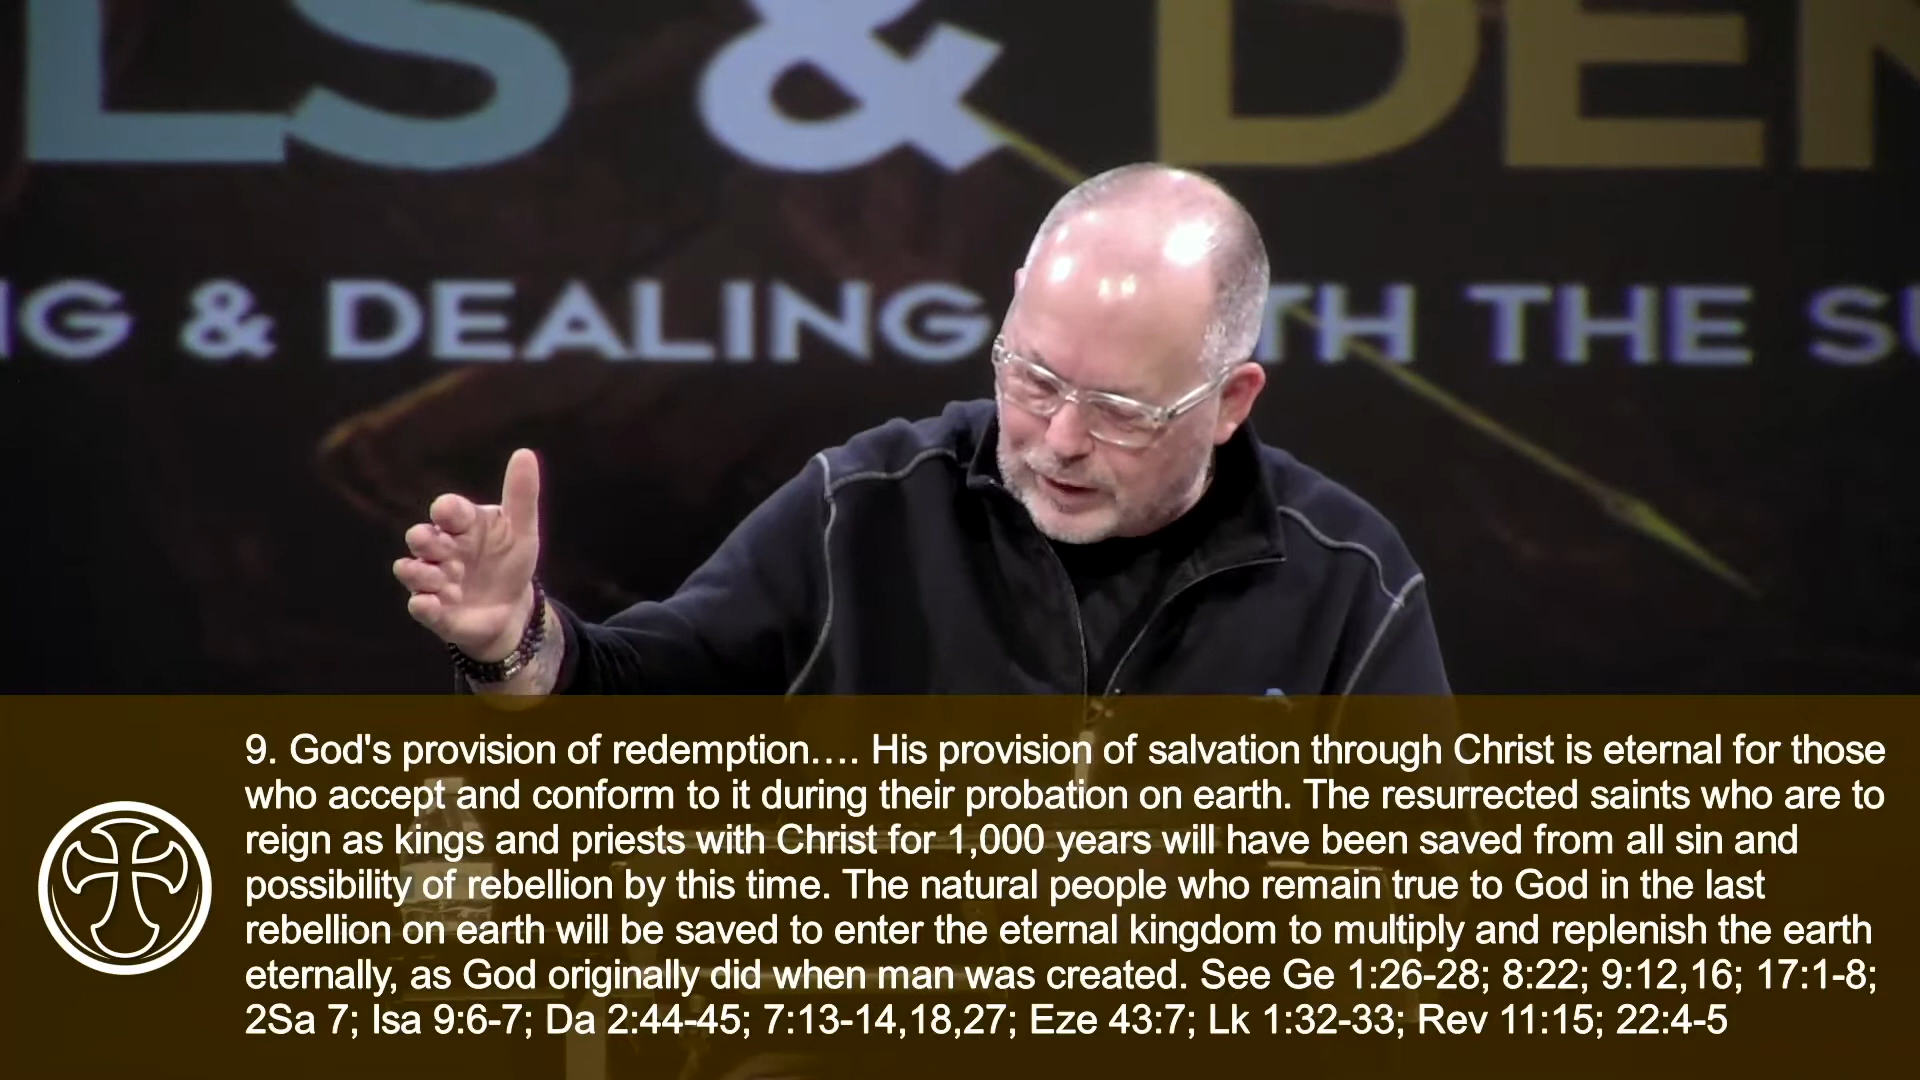 LS & DEM
NG & DEALING WITH THE SU
9. God's provision of redemption…. His provision of salvation through Christ is eternal for those
who accept and conform to it during their probation on earth. The resurrected saints who are to
reign as kings and priests with Christ for 1,000 years will have been saved from all sin and
possibility of rebellion by this time. The natural people who remain true to God in the last
rebellion on earth will be saved to enter the eternal kingdom to multiply and replenish the earth
eternally, as God originally did when man was created. See Ge 1:26-28; 8:22; 9:12,16; 17:1-8;
2Sa 7; Isa 9:6-7; Da 2:44-45; 7:13-14,18,27; Eze 43:7; Lk 1:32-33; Rev 11:15; 22:4-5